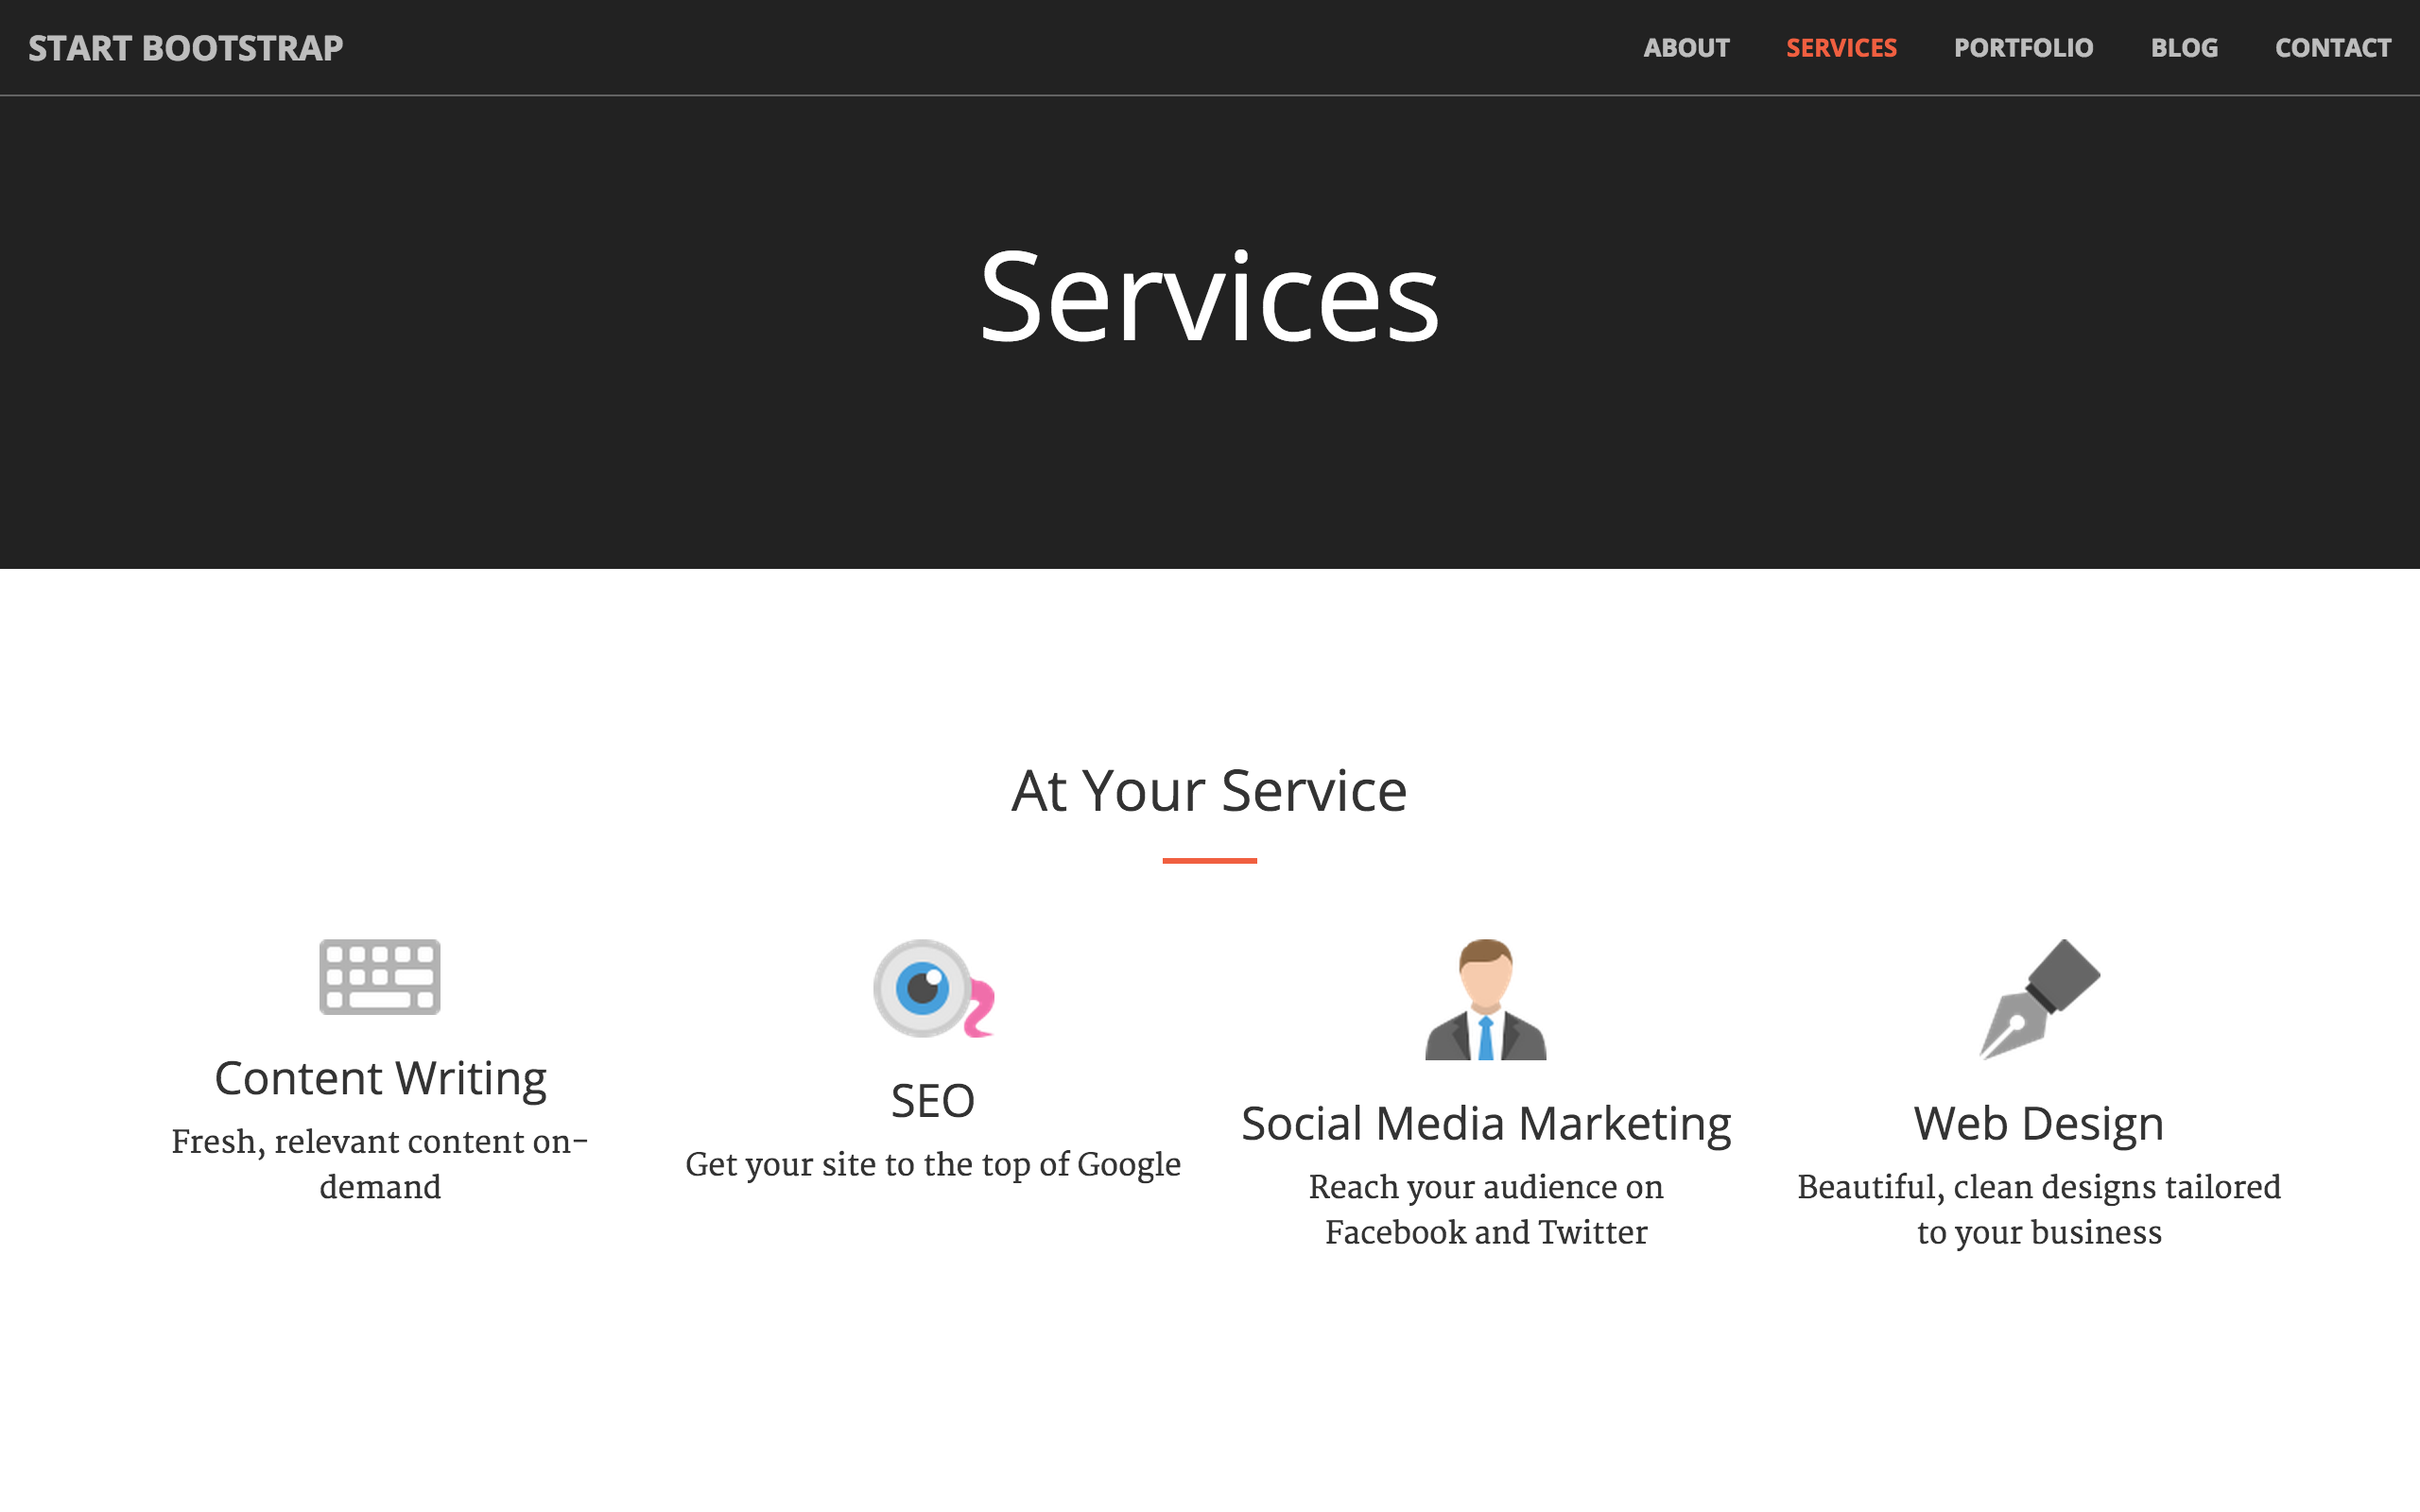 START BOOTSTRAP
ABOUT SERVICES PORTFOLIO BLOG CONTACT
Services
At Your Service
Content Writing
Fresh, relevant content on-
demand
SEO
Get your site to the top of Google
Social Media Marketing
Reach your audience on
Facebook and Twitter
Web Design
Beautiful, clean designs tailored
to your business